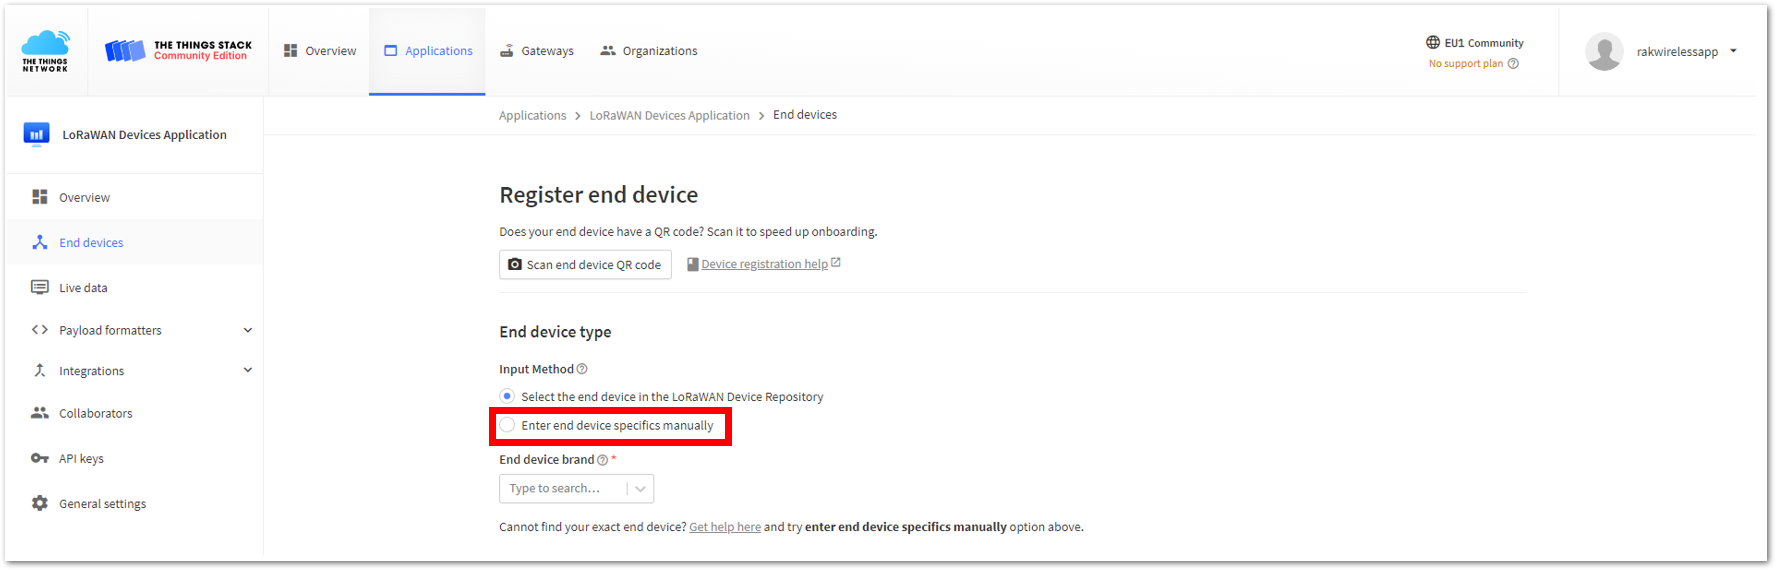 THE THINGS
NETWORK
THE THINGS STACK
Community Edition
Overview
Applications
Gateways
Organizations
EU1 Community
No support plan
rakwirelessapp
LoRaWAN Devices Application
Overview
End devices
Live data
Payload formatters
Integrations
Collaborators
API keys
General settings
Applications > LoRaWAN Devices Application > End devices
Register end device
Does your end device have a QR code? Scan it to speed up onboarding.
Scan end device QR code
Device registration help
End device type
Input Method
Select the end device in the LoRaWAN Device Repository
Enter end device specifics manually
End device brand *
Type to search...
Cannot find your exact end device? Get help here and try enter end device specifics manually option above.